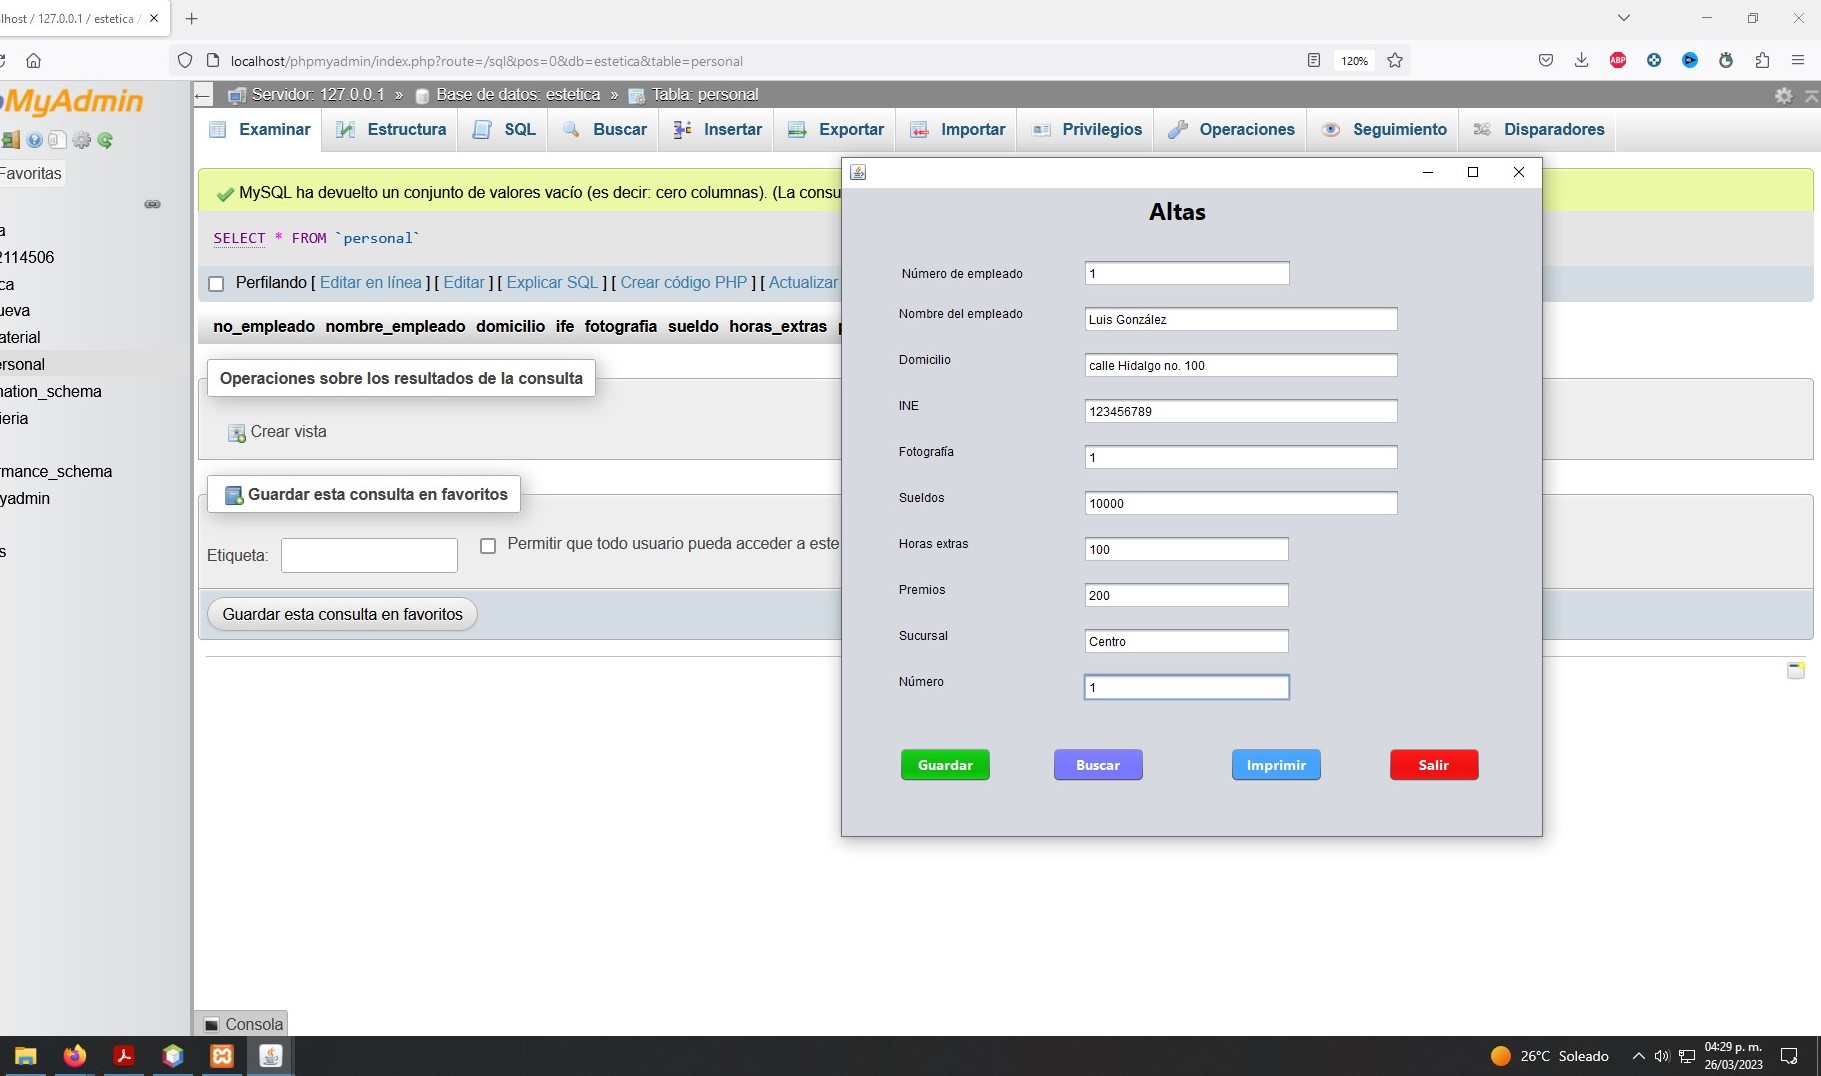 lhost / 127.0.0.1 / estetica /
localhost/phpmyadmin/index.php?route=/sql&pos=0&db=estetica&table=personal
120%
ABP
MyAdmin
Servidor: 127.0.0.1 » Base de datos: estetica » Tabla: personal
Examinar Estructura SQL Buscar Insertar Exportar Importar Privilegios Operaciones Seguimiento Disparadores
Favoritas
a
2114506
ca
ueva
aterial
ersonal
nation_schema
ieria
rmance_schema
yadmin
s
MySQL ha devuelto un conjunto de valores vacío (es decir: cero columnas). (La consu
SELECT * FROM `personal`
Perfilando [ Editar en línea ] [ Editar ] [ Explicar SQL ] [ Crear código PHP ] [ Actualizar
no_empleado nombre_empleado domicilio ife fotografia sueldo horas_extras
Operaciones sobre los resultados de la consulta
Crear vista
Guardar esta consulta en favoritos
Etiqueta:
Permitir que todo usuario pueda acceder a este
Guardar esta consulta en favoritos
Consola
Altas
Número de empleado 1
Nombre del empleado Luis González
Domicilio calle Hidalgo no. 100
INE 123456789
Fotografía 1
Sueldos 10000
Horas extras 100
Premios 200
Sucursal Centro
Número 1
Guardar Buscar Imprimir Salir
26°C Soleado
04:29 p. m.
26/03/2023